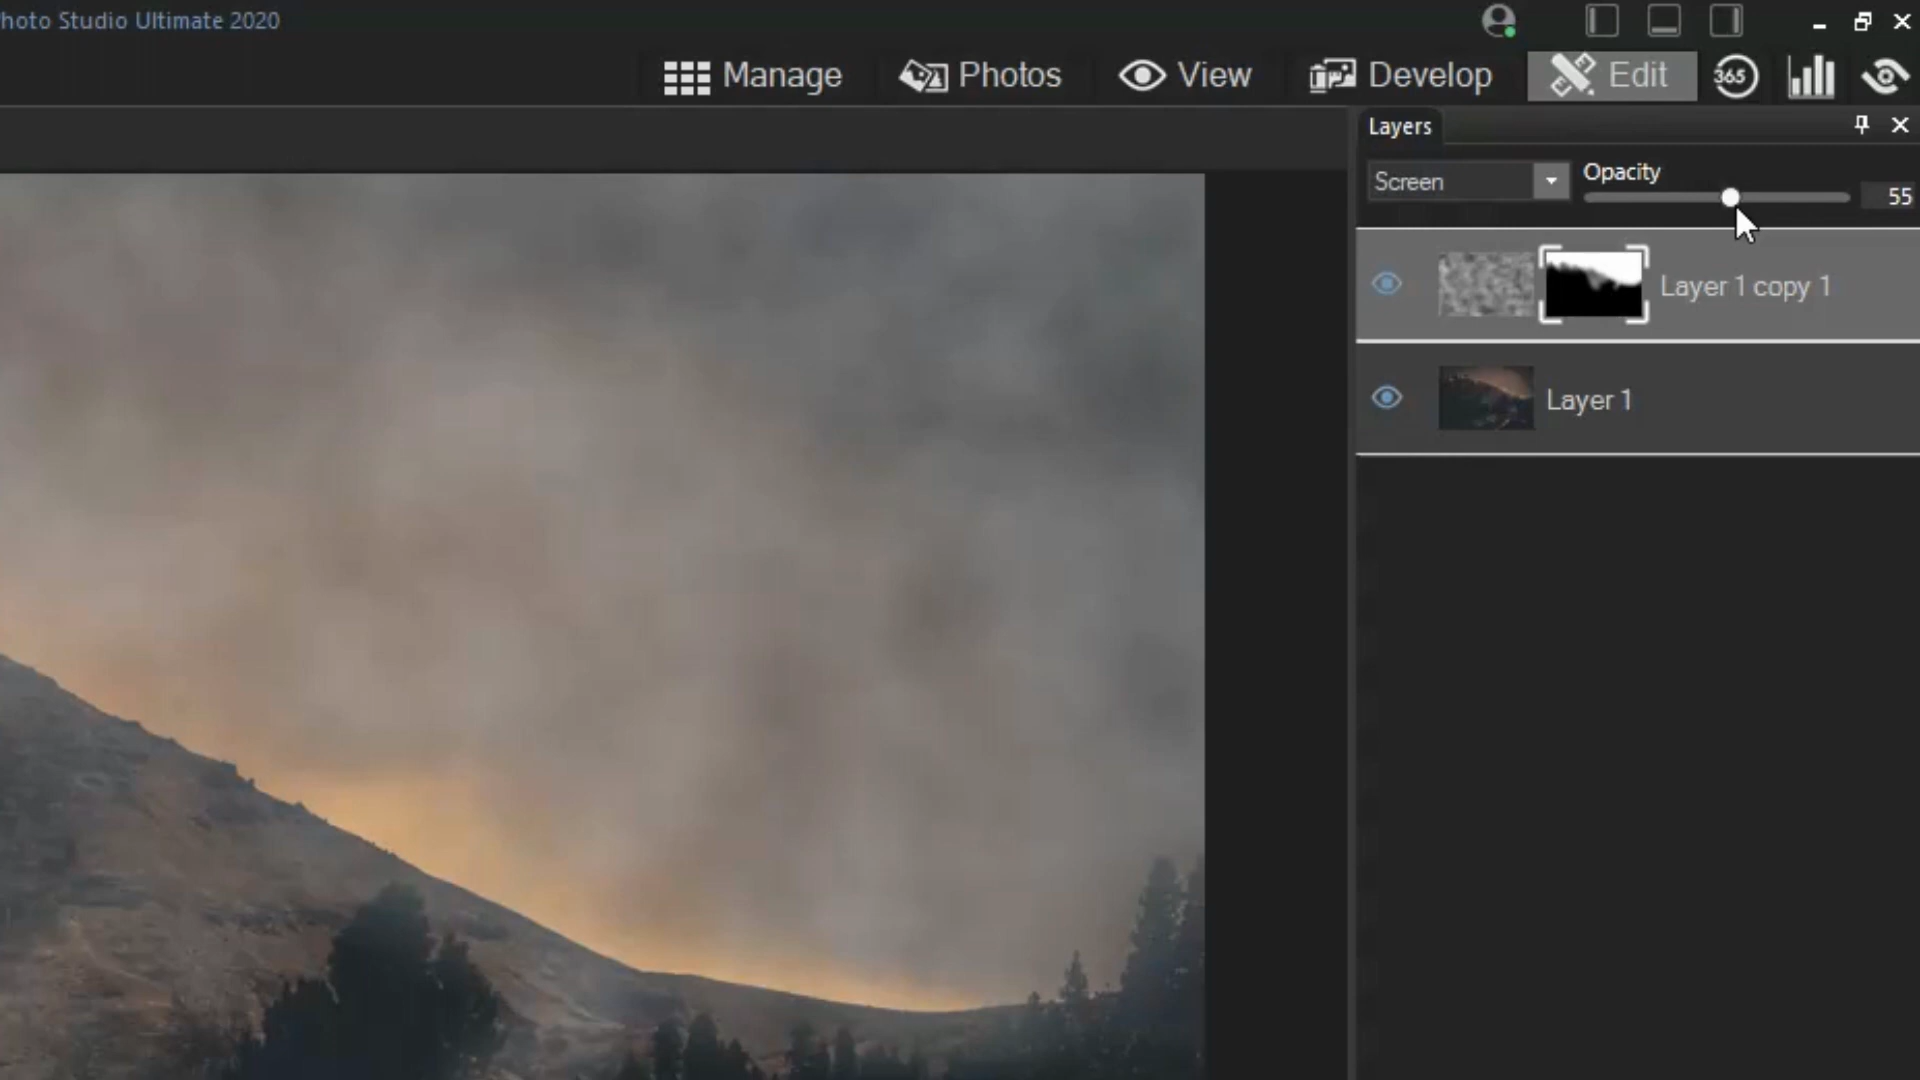 hoto Studio Ultimate 2020
Manage
Photos
View
Develop
Edit
365
Layers
Screen
Opacity
55
Layer 1 copy 1
Layer 1